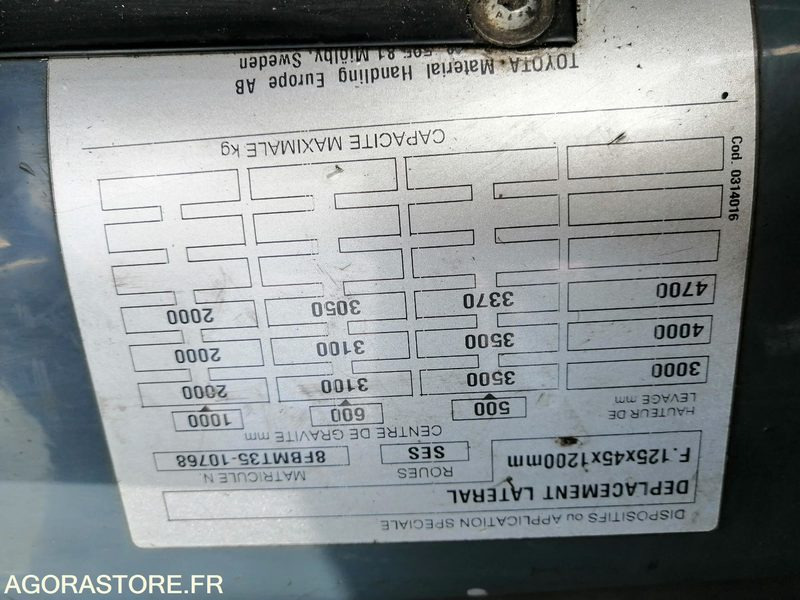 DISPOSITIFS ou APPLICATION SPECIALE
DEPLACEMENT LATERAL
F.125x45x1200mm
ROUES
SES
MATRICULE N
8FBMT35-10768
HAUTEUR DE
LEVAGE mm
CENTRE DE GRAVITE mm
500 600 1000
3000 3500 3100 2000
4000 3500 3100 2000
4700 3370 3050 2000
CAPACITE MAXIMALE kg
Cod. 0314016
TOYOTA Material Handling Europe AB
595 81 Mjölby, Sweden
AGORASTORE.FR